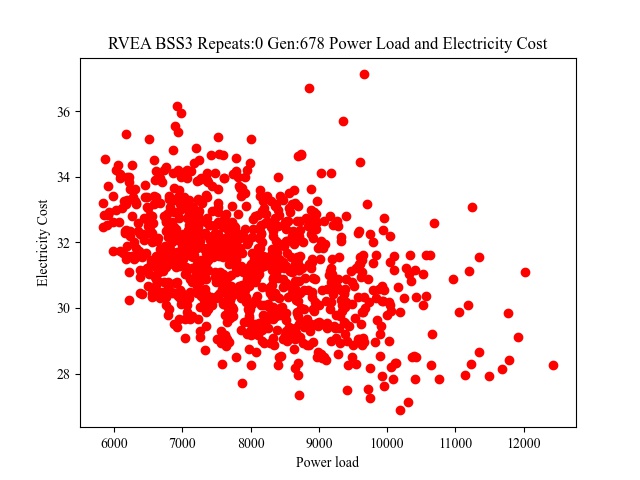 RVEA BSS3 Repeats:0 Gen:678 Power Load and Electricity Cost
36
34
32
30
28
Electricity Cost
6000 7000 8000 9000 10000 11000 12000
Power load